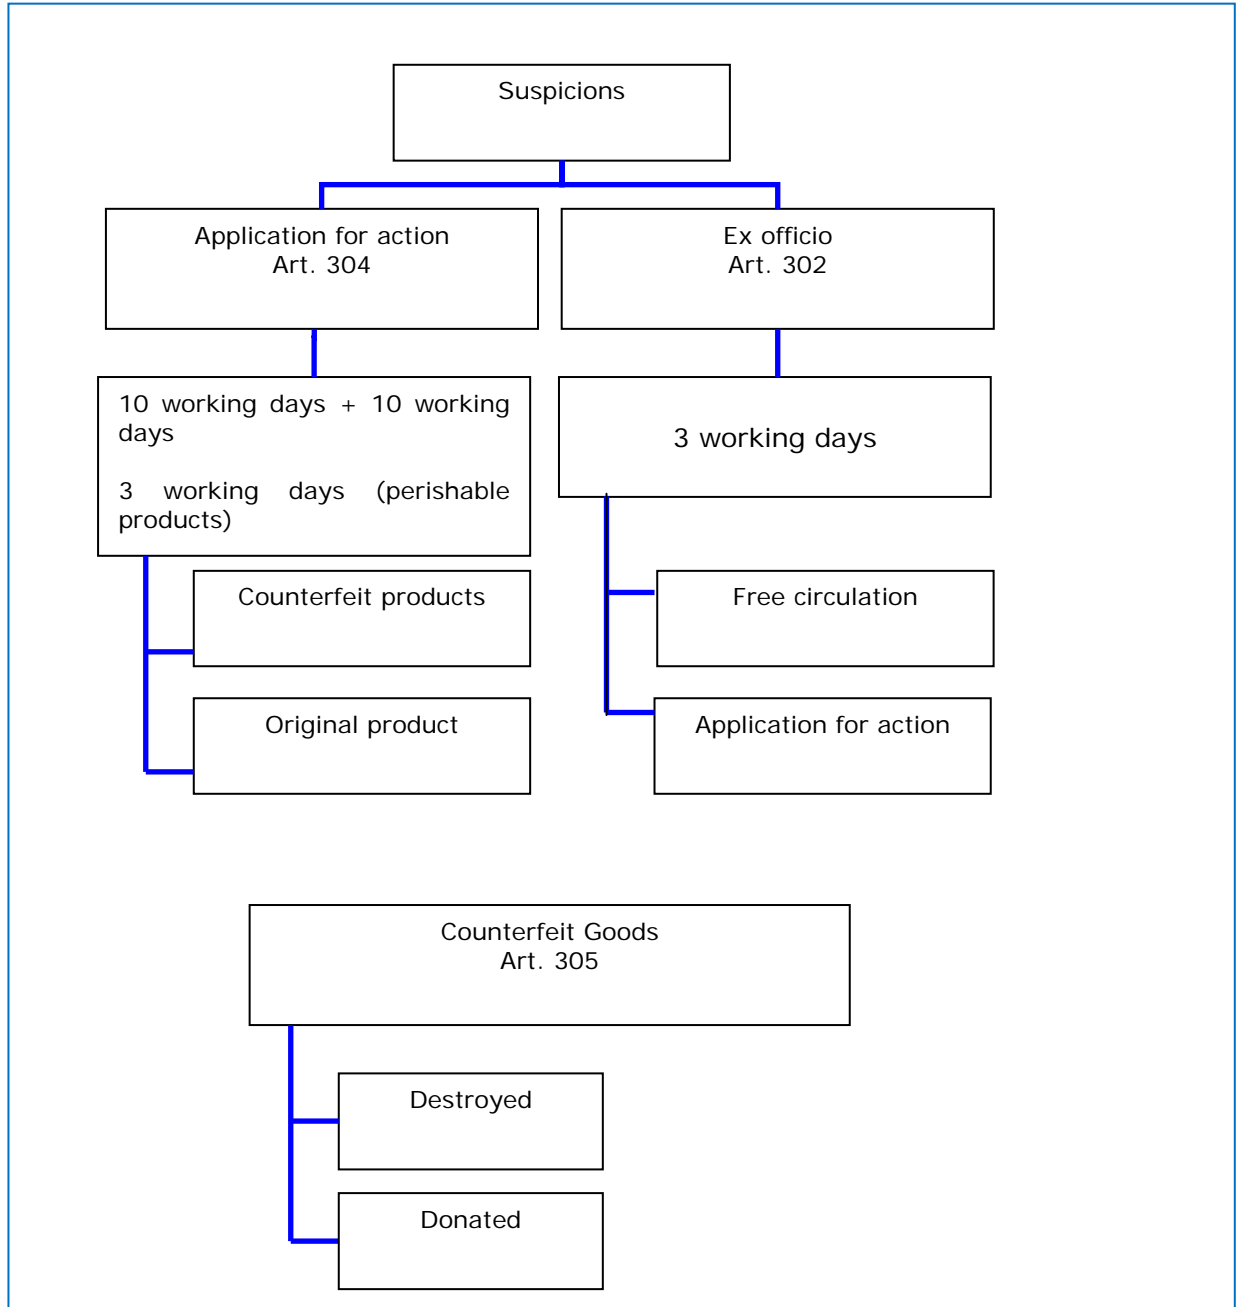 Suspicions
Application for action
Art. 304
Ex officio
Art. 302
10 working days + 10 working
days
3 working days (perishable
products)
3 working days
Counterfeit products
Free circulation
Original product
Application for action
Counterfeit Goods
Art. 305
Destroyed
Donated